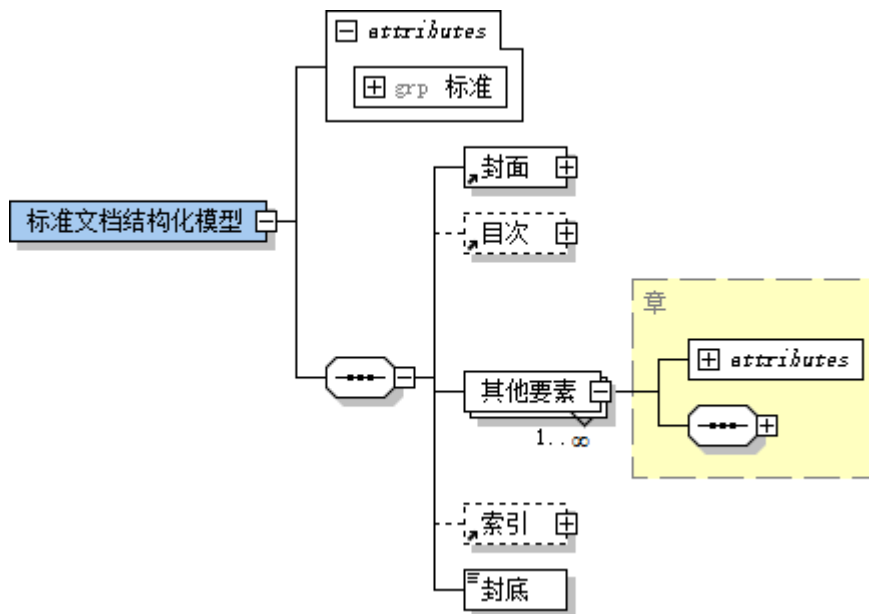 attributes
grp 标准
封面
标准文档结构化模型
目次
章
attributes
其他要素
1..∞
索引
封底